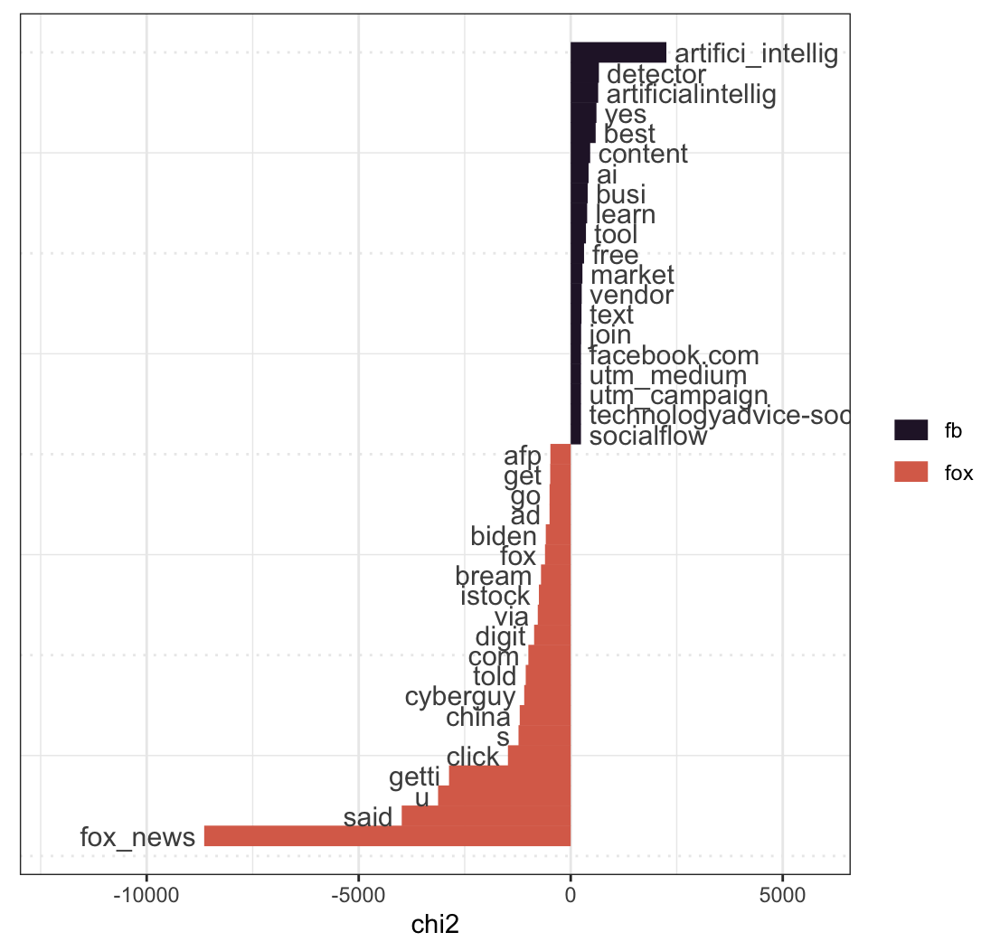 artifici_intellig
detector
artificialintellig
yes
best
content
ai
busi
learn
tool
free
market
vendor
text
join
facebook.com
utm_medium
utm_campaign
technologyadvice-soc
socialflow
afp
get
go
ad
biden
fox
bream
istock
via
digit
com
told
cyberguy
china
s
click
getti
u
said
fox_news
-10000 -5000 0 5000
chi2
fb
fox